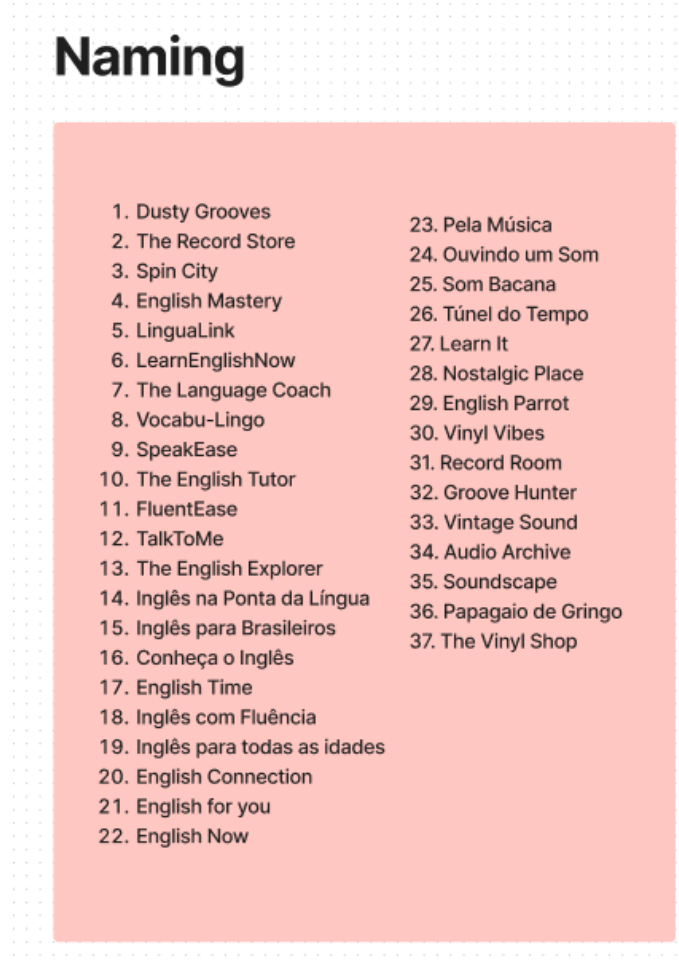 Naming
1. Dusty Grooves
2. The Record Store
3. Spin City
4. English Mastery
5. LinguaLink
6. LearnEnglishNow
7. The Language Coach
8. Vocabu-Lingo
9. SpeakEase
10. The English Tutor
11. FluentEase
12. TalkToMe
13. The English Explorer
14. Inglês na Ponta da Língua
15. Inglês para Brasileiros
16. Conheça o Inglês
17. English Time
18. Inglês com Fluência
19. Inglês para todas as idades
20. English Connection
21. English for you
22. English Now
23. Pela Música
24. Ouvindo um Som
25. Som Bacana
26. Túnel do Tempo
27. Learn It
28. Nostalgic Place
29. English Parrot
30. Vinyl Vibes
31. Record Room
32. Groove Hunter
33. Vintage Sound
34. Audio Archive
35. Soundscape
36. Papagaio de Gringo
37. The Vinyl Shop